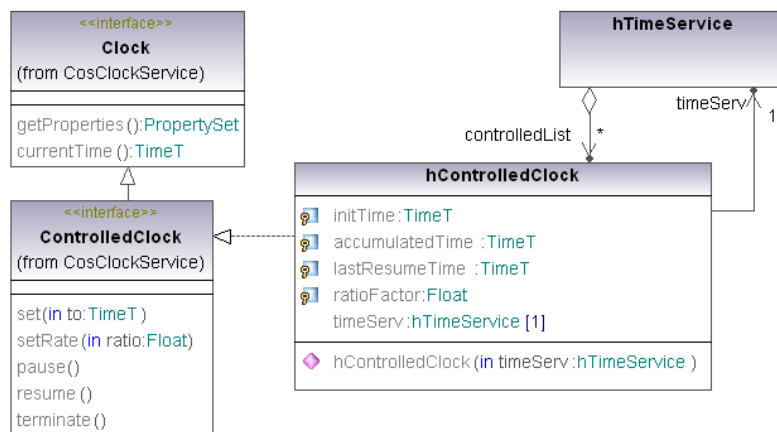 <<interface>>
Clock
(from CosClockService)
getProperties():PropertySet
currentTime():TimeT
<<interface>>
ControlledClock
(from CosClockService)
set(in to:TimeT)
setRate(in ratio:Float)
pause()
resume()
terminate()
hTimeService
timeServ
1
controlledList
*
hControlledClock
initTime:TimeT
accumulatedTime :TimeT
lastResumeTime :TimeT
ratioFactor:Float
timeServ:hTimeService [1]
hControlledClock(in timeServ:hTimeService )